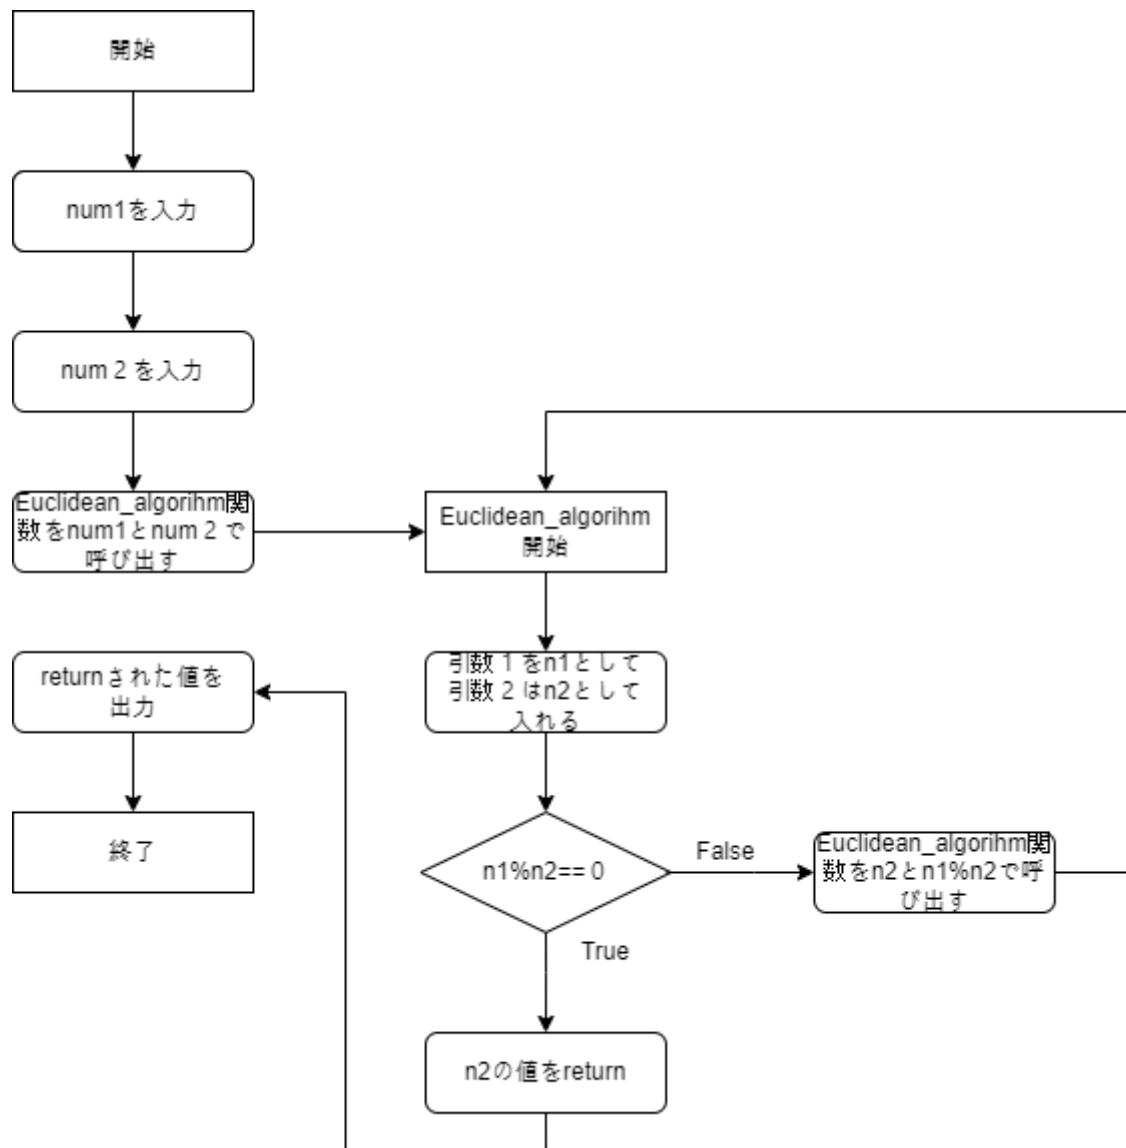 開始
num1を入力
num 2 を入力
Euclidean_algorihm関
数をnum1とnum 2 で
呼び出す
Euclidean_algorihm
開始
returnされた値を
出力
引数 1 をn1として
引数 2 はn2として
入れる
終了
n1%n2== 0
False
Euclidean_algorihm関
数をn2とn1%n2で呼
び出す
True
n2の値をreturn